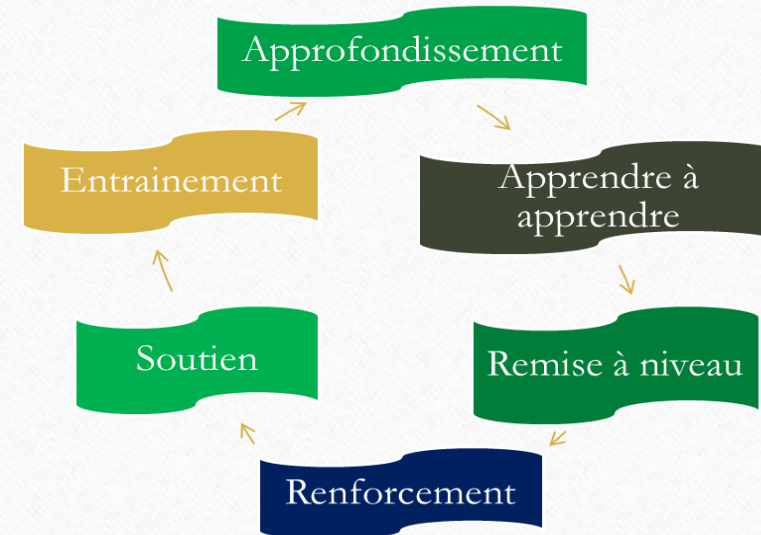 Approfondissement
Entrainement
Apprendre à
apprendre
Soutien
Remise à niveau
Renforcement